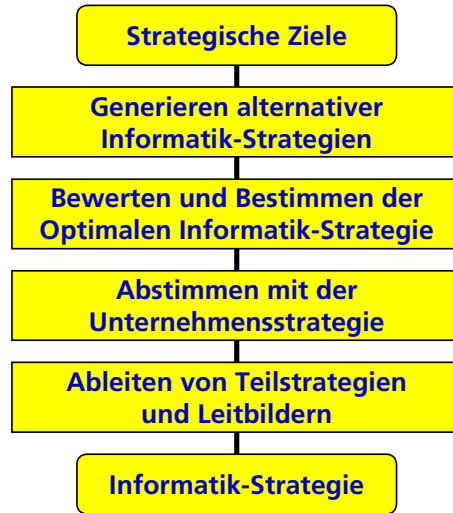 Strategische Ziele
Generieren alternativer
Informatik-Strategien
Bewerten und Bestimmen der
Optimalen Informatik-Strategie
Abstimmen mit der
Unternehmensstrategie
Ableiten von Teilstrategien
und Leitbildern
Informatik-Strategie